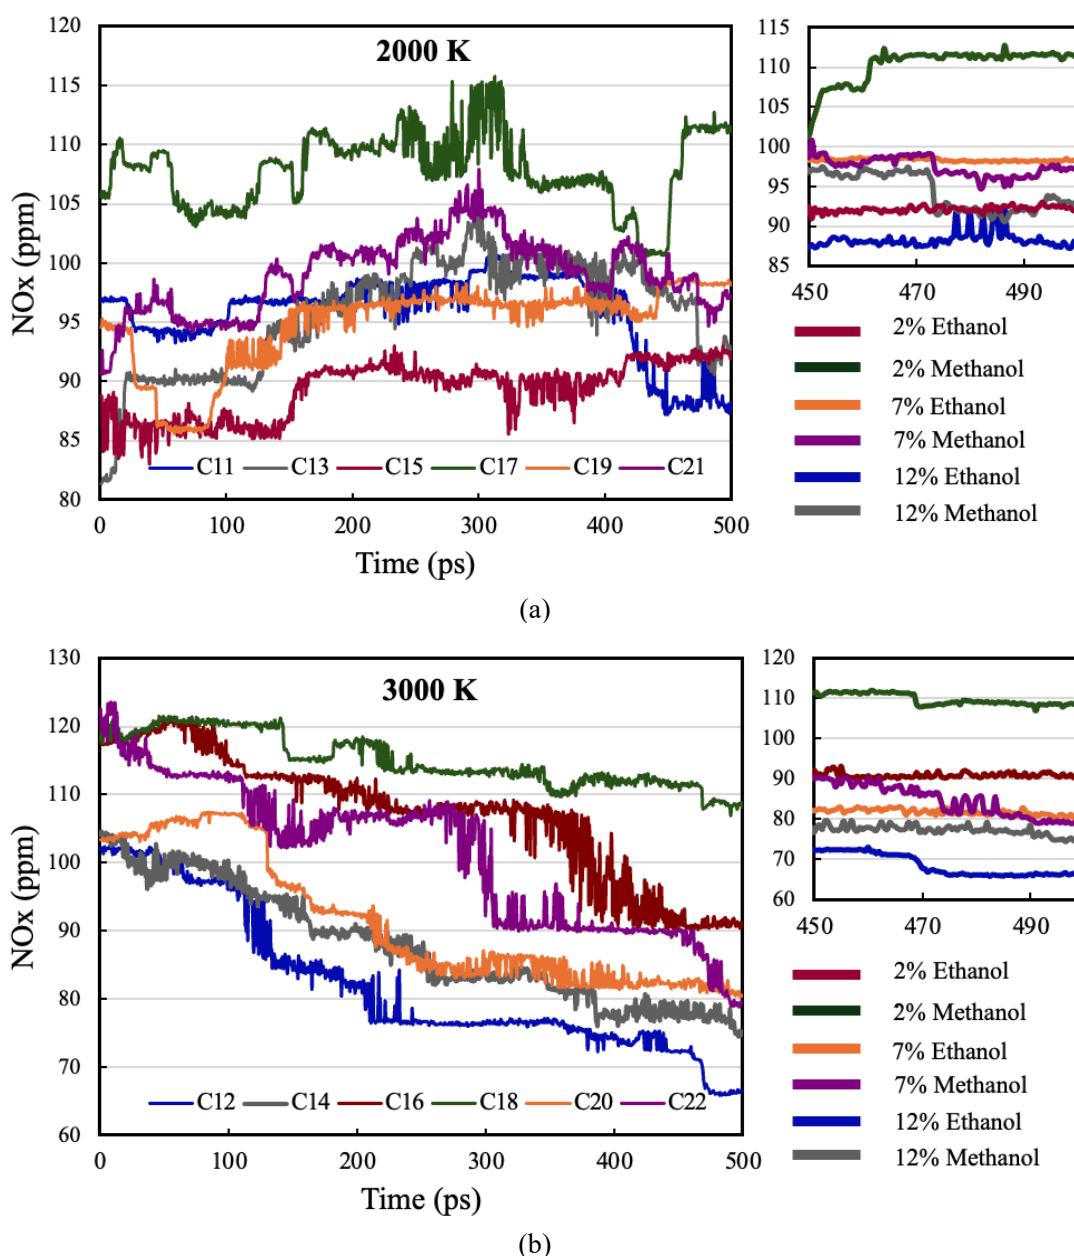 120
115
110
105
100
95
90
85
80
NOx (ppm)
2000 K
C11 C13 C15 C17 C19 C21
0 100 200 300 400 500
Time (ps)
115
110
105
100
95
90
85
450 470 490
2% Ethanol
2% Methanol
7% Ethanol
7% Methanol
12% Ethanol
12% Methanol
(a)
130
120
110
100
90
80
70
60
NOx (ppm)
3000 K
C12 C14 C16 C18 C20 C22
0 100 200 300 400 500
Time (ps)
120
110
100
90
80
70
60
450 470 490
2% Ethanol
2% Methanol
7% Ethanol
7% Methanol
12% Ethanol
12% Methanol
(b)